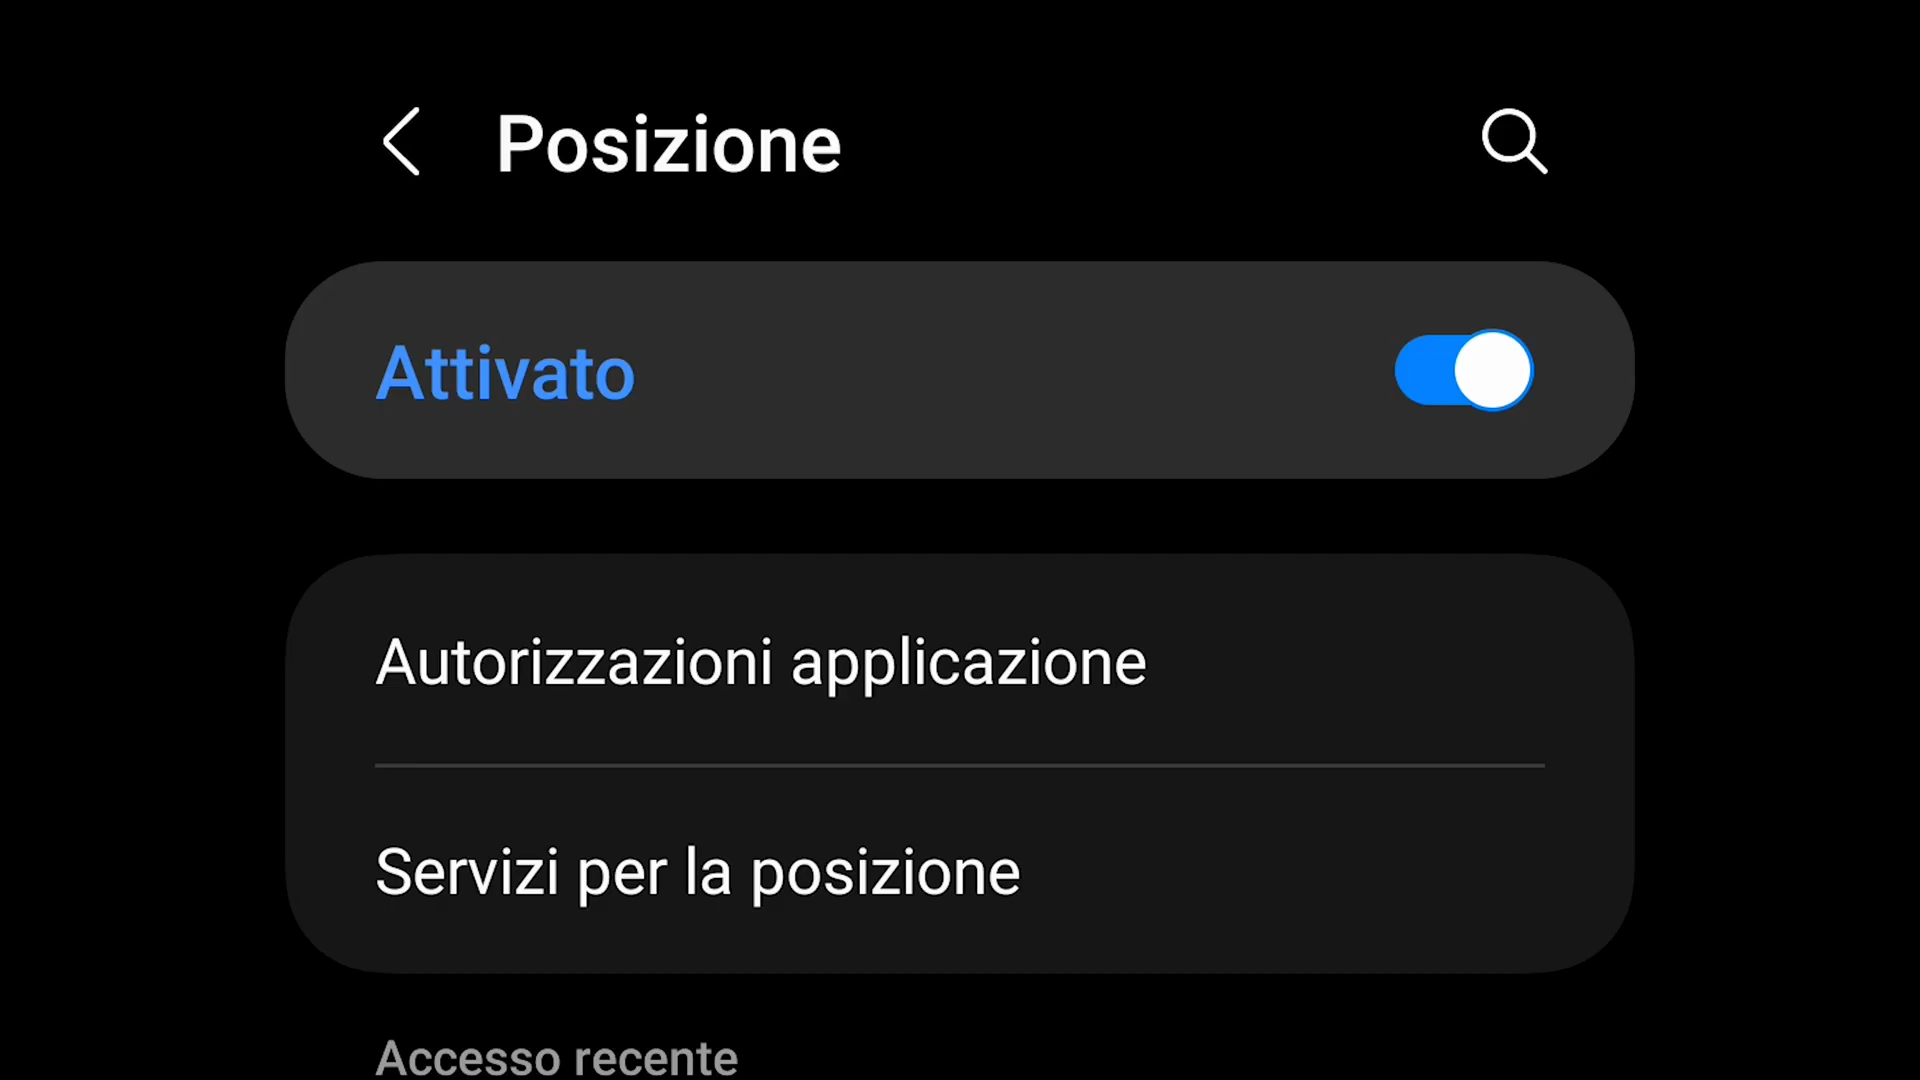 Posizione
Attivato
Autorizzazioni applicazione
Servizi per la posizione
Accesso recente